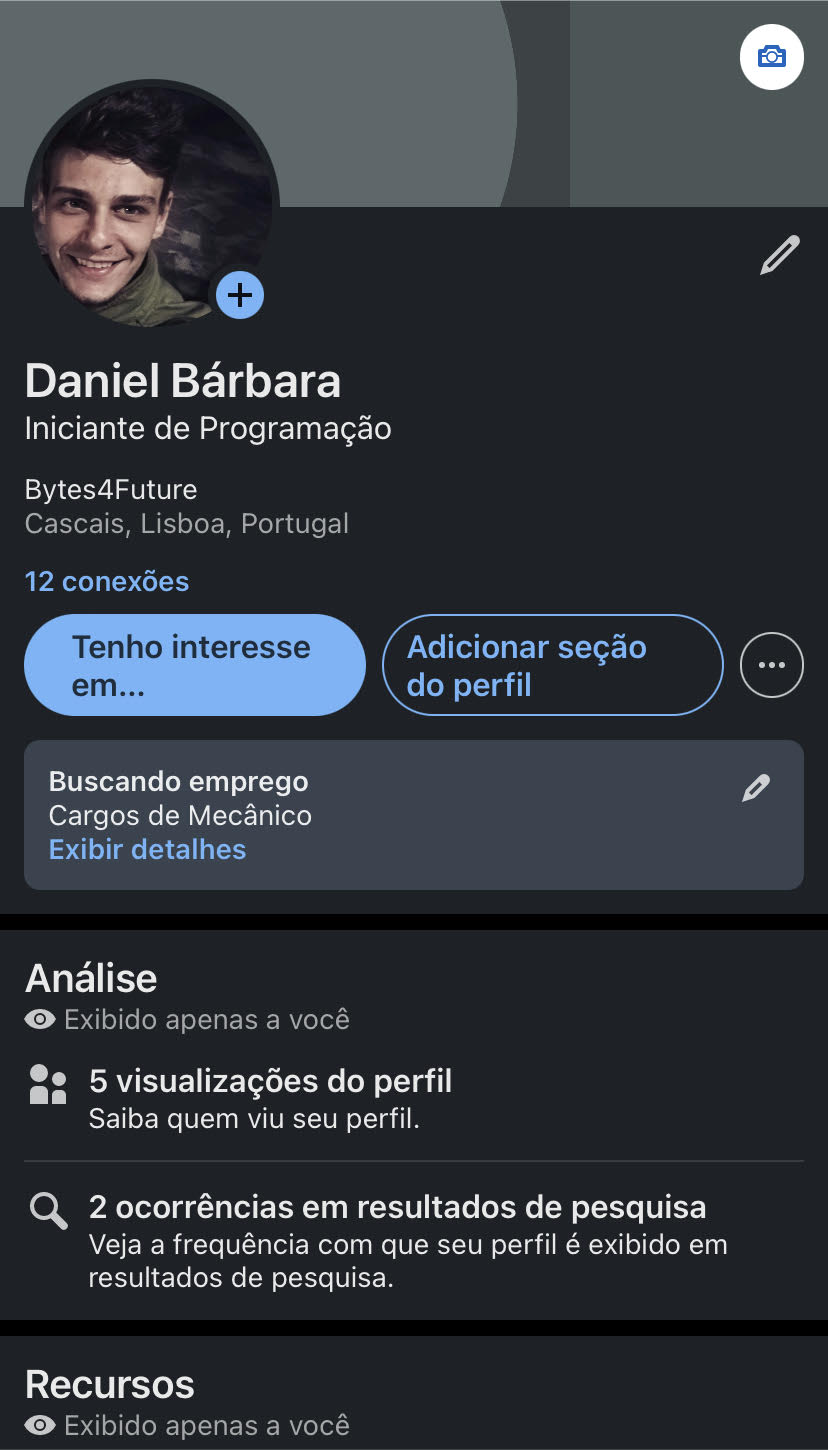 Daniel Bárbara
Iniciante de Programação
Bytes4Future
Cascais, Lisboa, Portugal
12 conexões
Tenho interesse
em...
Adicionar seção
do perfil
Buscando emprego
Cargos de Mecânico
Exibir detalhes
Análise
Exibido apenas a você
5 visualizações do perfil
Saiba quem viu seu perfil.
2 ocorrências em resultados de pesquisa
Veja a frequência com que seu perfil é exibido em
resultados de pesquisa.
Recursos
Exibido apenas a você